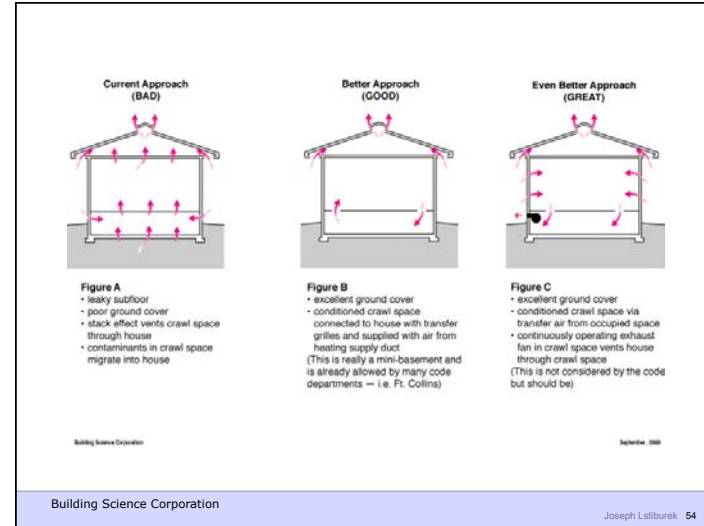 Current Approach
(BAD)
Better Approach
(GOOD)
Even Better Approach
(GREAT)
Figure A
• leaky subfloor
• poor ground cover
• stack effect vents crawl space
through house
• contaminants in crawl space
migrate into house
Figure B
• excellent ground cover
• conditioned crawl space
connected to house with transfer
grilles and supplied with air from
heating supply duct
(This is really a mini-basement and
is already allowed by many code
departments — i.e. Ft. Collins)
Figure C
• excellent ground cover
• conditioned crawl space via
transfer air from occupied space
• continuously operating exhaust
fan in crawl space vents house
through crawl space
(This is not considered by the code
but should be)
Building Science Corporation
September,
Building Science Corporation
Joseph Lstiburek 54